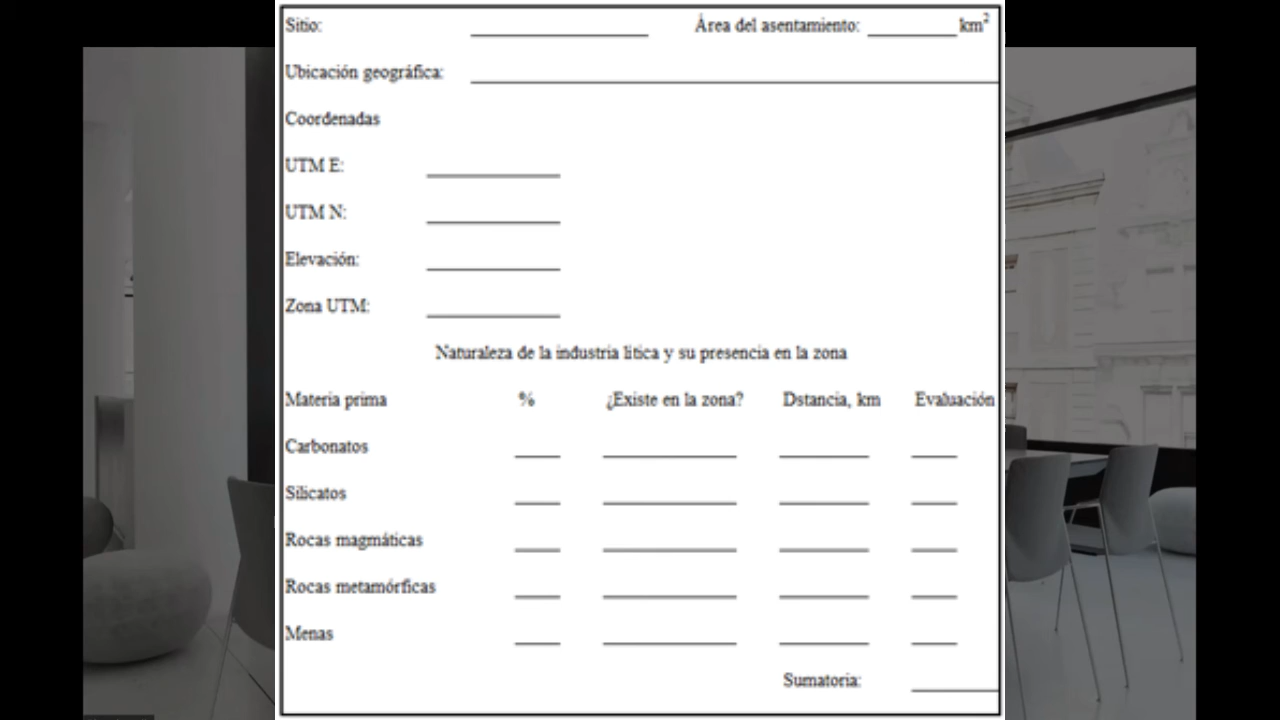 Sitio: Área del asentamiento: km²
Ubicación geográfica:
Coordenadas
UTM E:
UTM N:
Elevación:
Zona UTM:
Naturaleza de la industria lítica y su presencia en la zona
Materia prima % ¿Existe en la zona? Dstancia, km Evaluación
Carbonatos
Silicatos
Rocas magmáticas
Rocas metamórficas
Menas
Sumatoria: